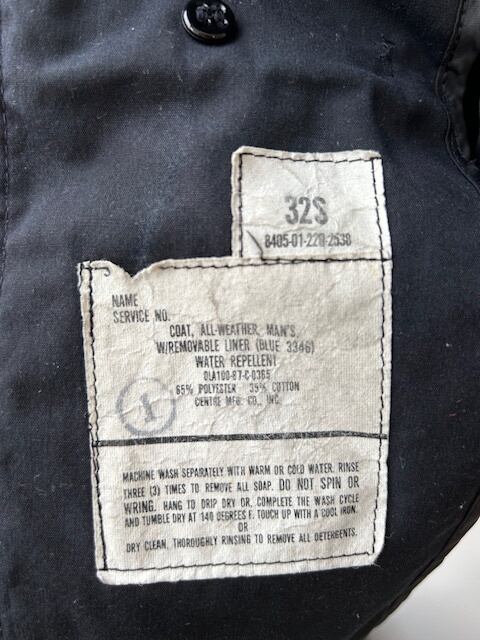 32S
8405-01-220-2530
NAME
SERVICE NO.
COAT, ALL-WEATHER, MAN'S,
W/REMOVABLE LINER (BLUE 3346)
WATER REPELLENT
DLA100-87-C-0365
65% POLYESTER 35% COTTON
CENTRE MFG. CO., INC.
1
MACHINE WASH SEPARATELY WITH WARM OR COLD WATER. RINSE
THREE (3) TIMES TO REMOVE ALL SOAP. DO NOT SPIN OR
WRING. HANG TO DRIP DRY OR, COMPLETE THE WASH CYCLE
AND TUMBLE DRY AT 140 DEGREES F. TOUCH UP WITH A COOL IRON.
OR
DRY CLEAN, THOROUGHLY RINSING TO REMOVE ALL DETERGENTS.